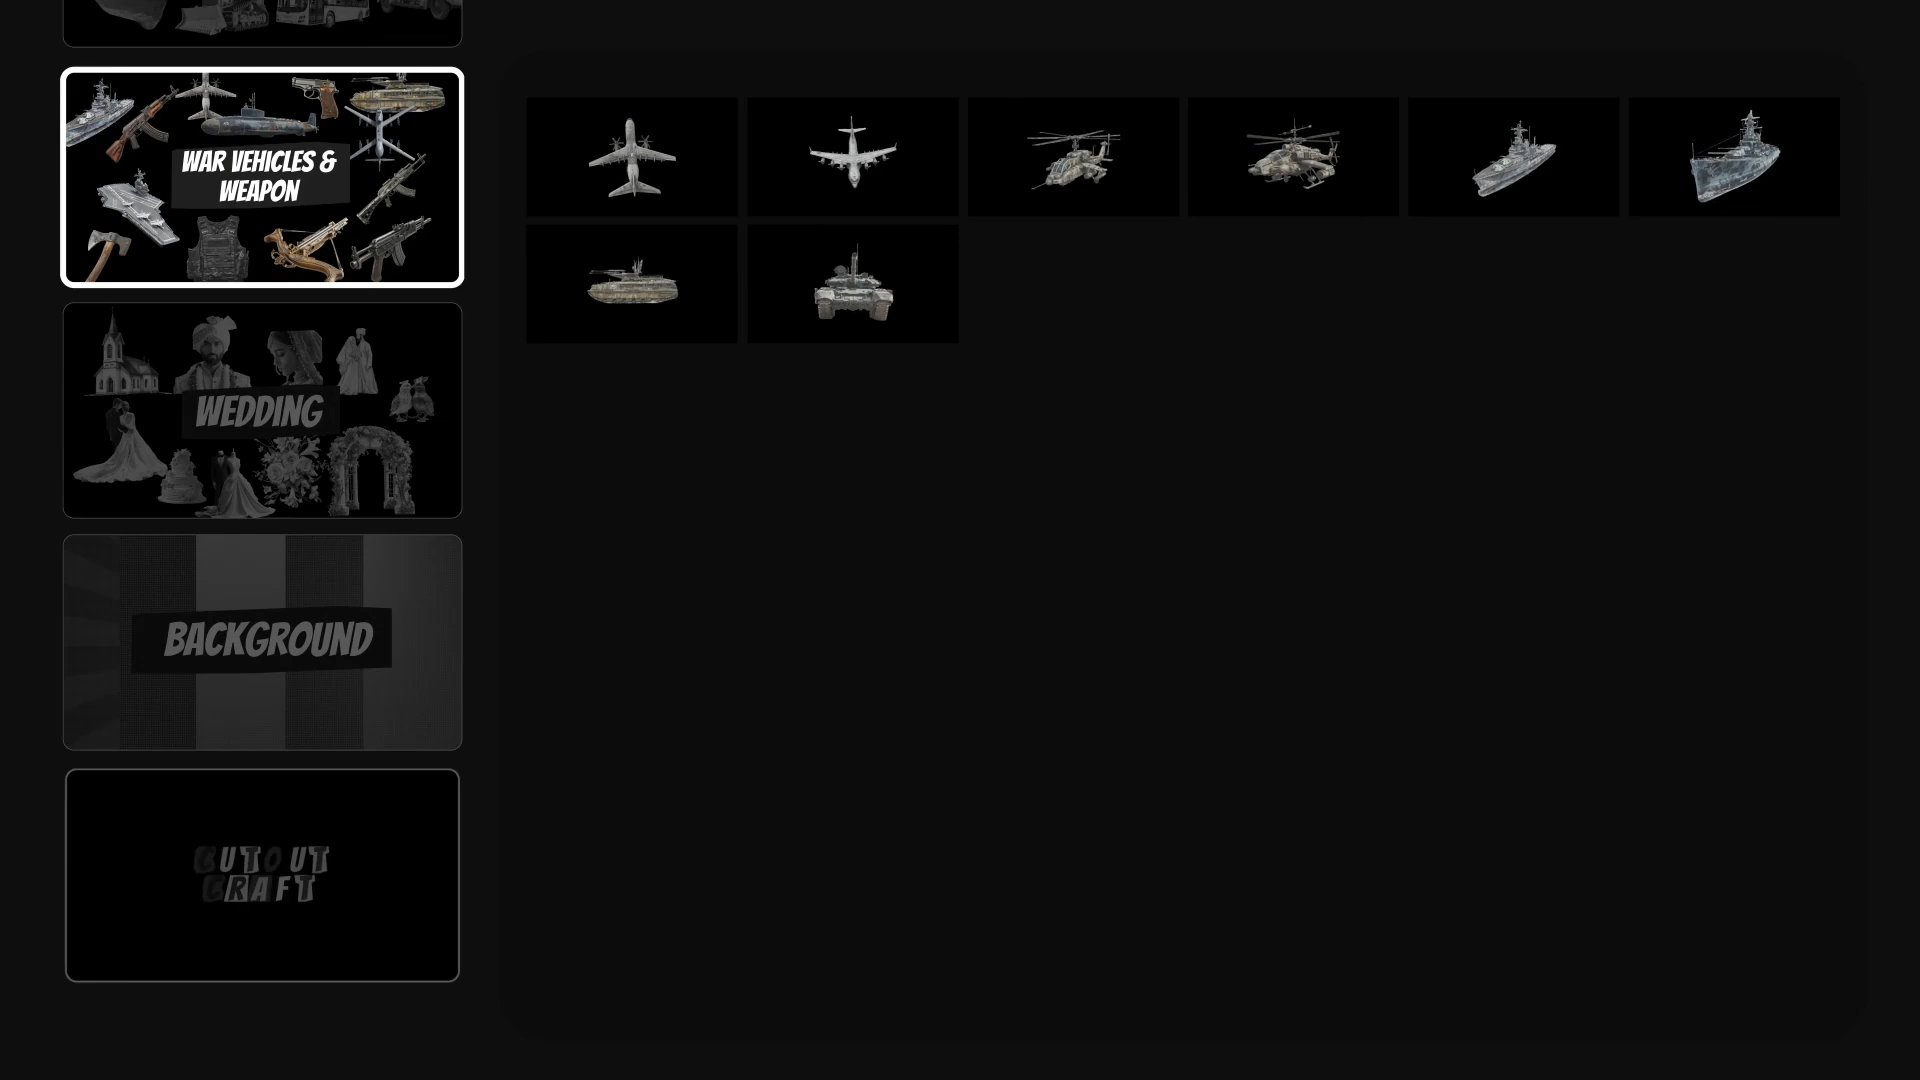 WAR VEHICLES &
WEAPON
WEDDING
BACKGROUND
CUTOUT
CRAFT